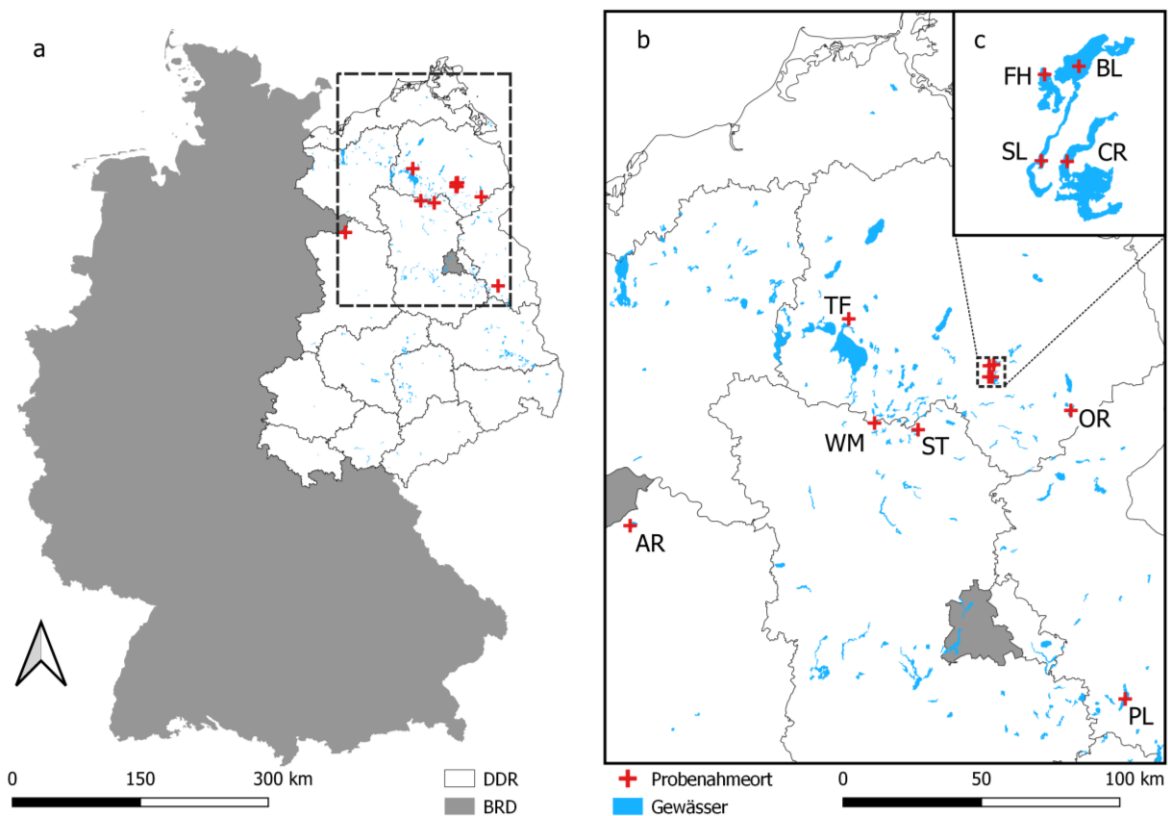 a
b
c
FH
BL
SL
CR
TF
WM
ST
OR
AR
PL
0 150 300 km
DDR
BRD
Probenahmeort
Gewässer
0 50 100 km